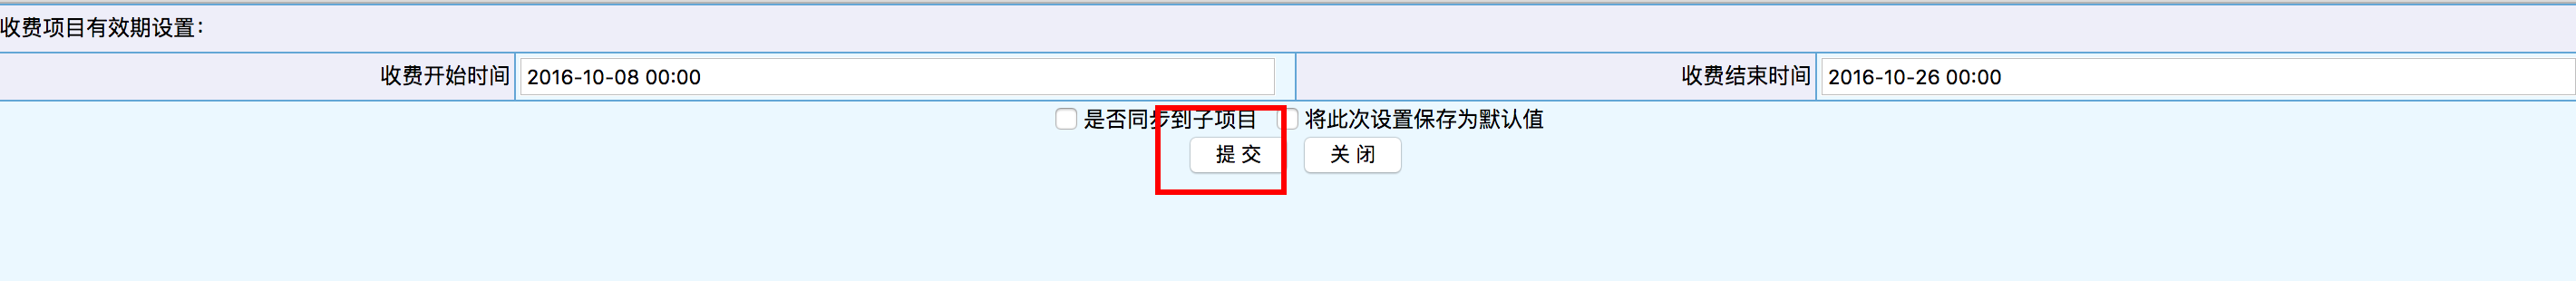 收费项目有效期设置：
收费开始时间 2016-10-08 00:00 收费结束时间 2016-10-26 00:00
是否同步到子项目 将此次设置保存为默认值
提 交 关 闭